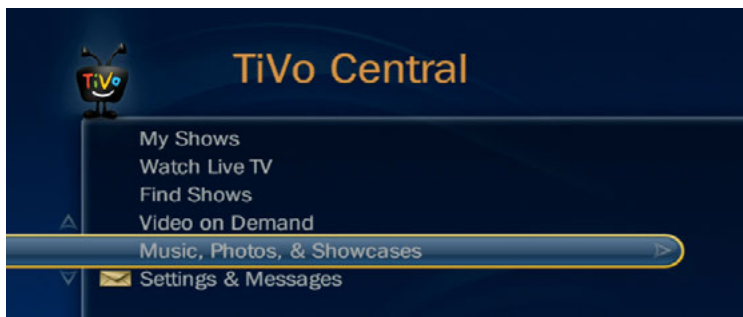 TiVo
TiVo Central
My Shows
Watch Live TV
Find Shows
Video on Demand
Music, Photos, & Showcases
Settings & Messages